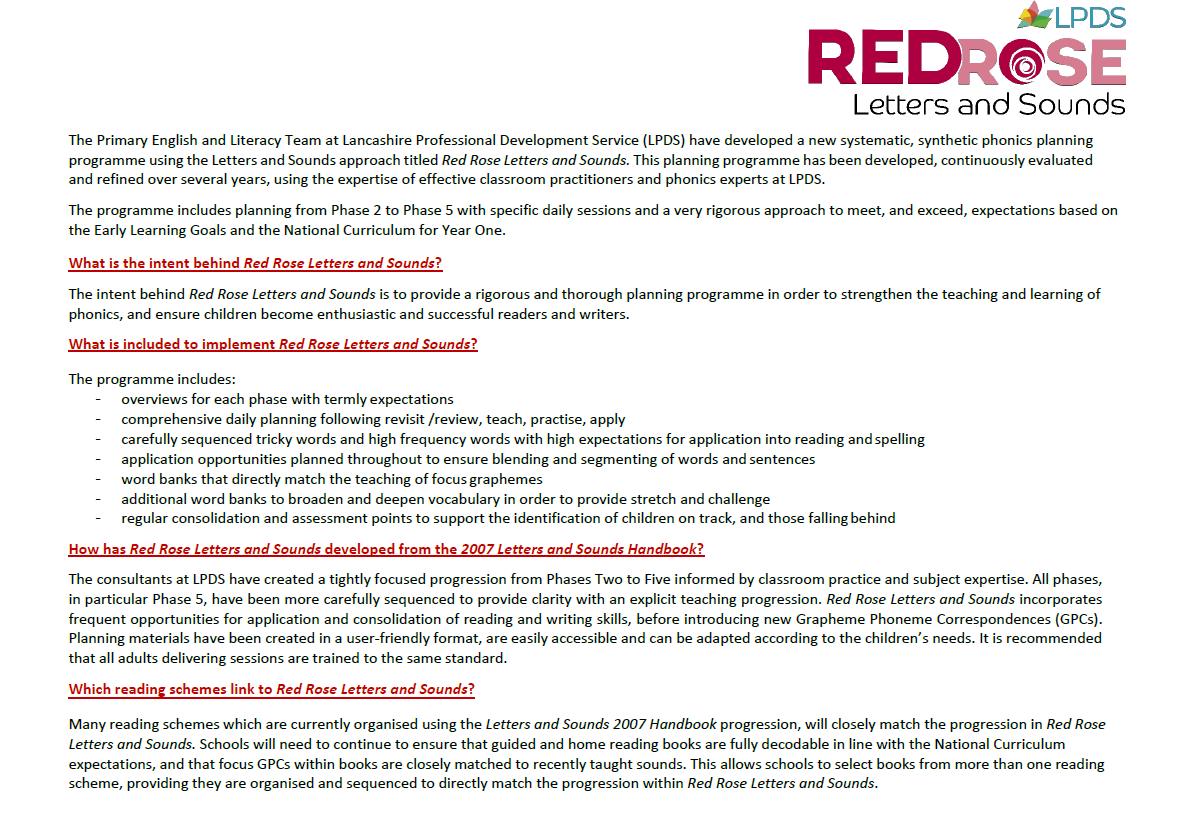 LPDS
REDROSE
Letters and Sounds
The Primary English and Literacy Team at Lancashire Professional Development Service (LPDS) have developed a new systematic, synthetic phonics planning
programme using the Letters and Sounds approach titled Red Rose Letters and Sounds. This planning programme has been developed, continuously evaluated
and refined over several years, using the expertise of effective classroom practitioners and phonics experts at LPDS.
The programme includes planning from Phase 2 to Phase 5 with specific daily sessions and a very rigorous approach to meet, and exceed, expectations based on
the Early Learning Goals and the National Curriculum for Year One.
What is the intent behind Red Rose Letters and Sounds?
The intent behind Red Rose Letters and Sounds is to provide a rigorous and thorough planning programme in order to strengthen the teaching and learning of
phonics, and ensure children become enthusiastic and successful readers and writers.
What is included to implement Red Rose Letters and Sounds?
The programme includes:
- overviews for each phase with termly expectations
- comprehensive daily planning following revisit /review, teach, practise, apply
- carefully sequenced tricky words and high frequency words with high expectations for application into reading and spelling
- application opportunities planned throughout to ensure blending and segmenting of words and sentences
- word banks that directly match the teaching of focus graphemes
- additional word banks to broaden and deepen vocabulary in order to provide stretch and challenge
- regular consolidation and assessment points to support the identification of children on track, and those falling behind
How has Red Rose Letters and Sounds developed from the 2007 Letters and Sounds Handbook?
The consultants at LPDS have created a tightly focused progression from Phases Two to Five informed by classroom practice and subject expertise. All phases,
in particular Phase 5, have been more carefully sequenced to provide clarity with an explicit teaching progression. Red Rose Letters and Sounds incorporates
frequent opportunities for application and consolidation of reading and writing skills, before introducing new Grapheme Phoneme Correspondences (GPCs).
Planning materials have been created in a user-friendly format, are easily accessible and can be adapted according to the children's needs. It is recommended
that all adults delivering sessions are trained to the same standard.
Which reading schemes link to Red Rose Letters and Sounds?
Many reading schemes which are currently organised using the Letters and Sounds 2007 Handbook progression, will closely match the progression in Red Rose
Letters and Sounds. Schools will need to continue to ensure that guided and home reading books are fully decodable in line with the National Curriculum
expectations, and that focus GPCs within books are closely matched to recently taught sounds. This allows schools to select books from more than one reading
scheme, providing they are organised and sequenced to directly match the progression within Red Rose Letters and Sounds.